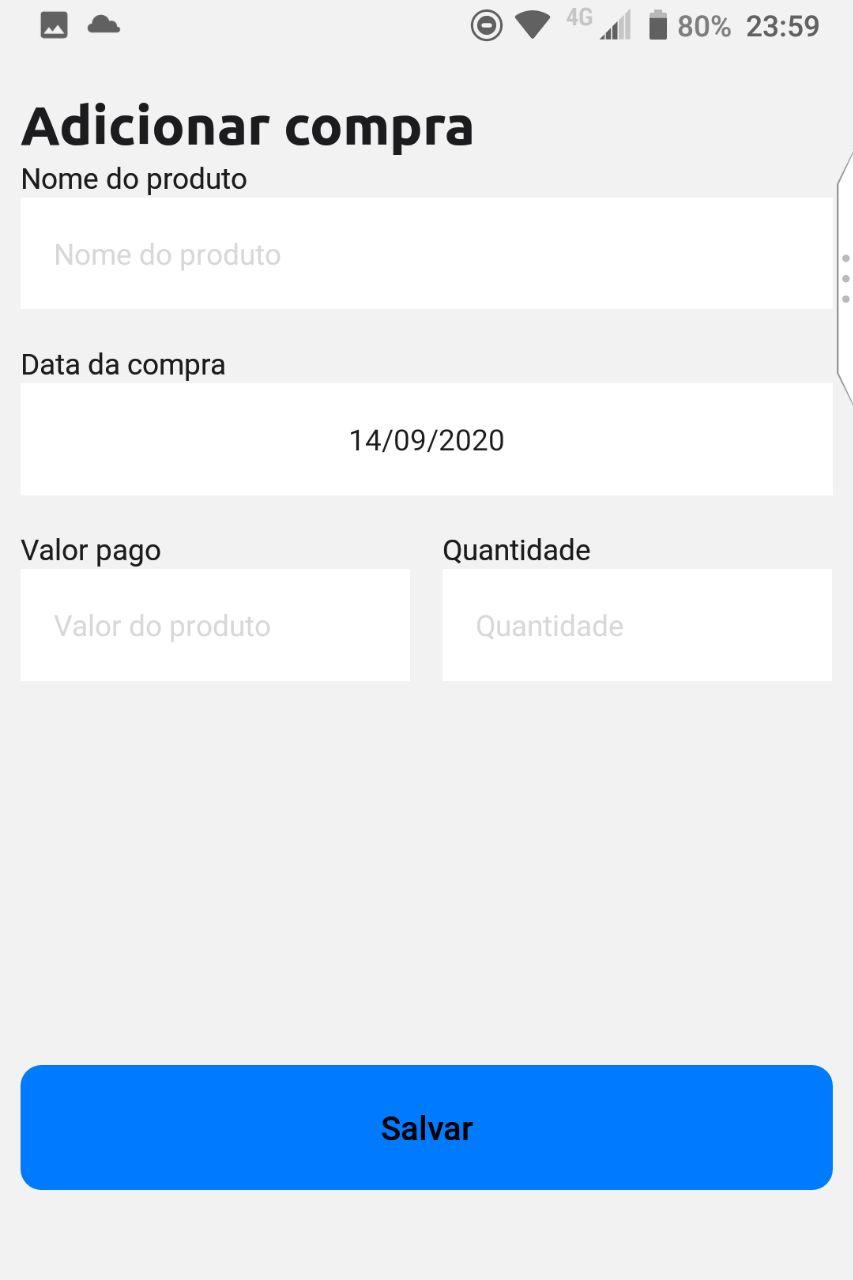 4G 80% 23:59
Adicionar compra
Nome do produto
Nome do produto
Data da compra
14/09/2020
Valor pago Quantidade
Valor do produto Quantidade
Salvar